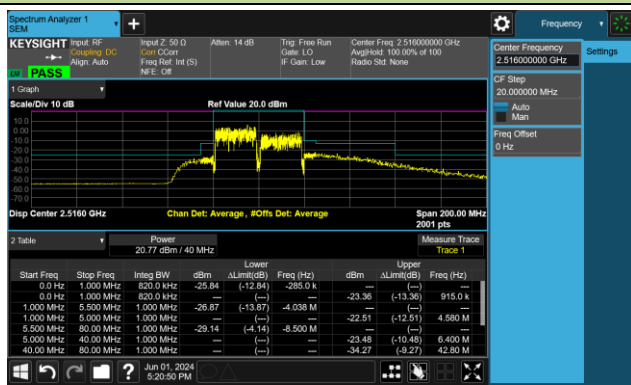 Spectrum Analyzer 1
SEM
+
Frequency
KEYSIGHT Input: RF Input Z: 50 Ω Atten: 14 dB Trig: Free Run Center Freq: 2.516000000 GHz
Coupling: DC Corr CCorr Gate: LO Avg|Hold: 100.00% of 100
Align: Auto Freq Ref: Int (S) IF Gain: Low Radio Std: None
NFE: Off
PASS
Center Frequency
2.516000000 GHz
Settings
CF Step
20.000000 MHz
Auto
Man
Freq Offset
0 Hz
1 Graph
Scale/Div 10 dB Ref Value 20.0 dBm
10.0
0.00
-10.0
-20.0
-30.0
-40.0
-50.0
-60.0
-70.0
Disp Center 2.5160 GHz Chan Det: Average, #Offs Det: Average Span 200.00 MHz
2001 pts
2 Table Power Measure Trace
20.77 dBm / 40 MHz Trace 1
Lower Upper
Start Freq Stop Freq Integ BW dBm ΔLimit(dB) Freq (Hz) dBm ΔLimit(dB) Freq (Hz)
0.0 Hz 1.000 MHz 820.0 kHz -25.84 (-12.84) -285.0 k --- (---) ---
0.0 Hz 1.000 MHz 820.0 kHz --- (---) --- -23.36 (-13.36) 915.0 k
1.000 MHz 5.500 MHz 1.000 MHz -26.87 (-13.87) -4.038 M --- (---) ---
1.000 MHz 5.000 MHz 1.000 MHz --- (---) --- -22.51 (-12.51) 4.580 M
5.500 MHz 80.00 MHz 1.000 MHz -29.14 (-4.14) -8.500 M --- (---) ---
5.000 MHz 40.00 MHz 1.000 MHz --- (---) --- -23.48 (-10.48) 6.400 M
40.00 MHz 80.00 MHz 1.000 MHz --- (---) --- -34.27 (-9.27) 42.80 M
? Jun 01, 2024
5:20:50 PM